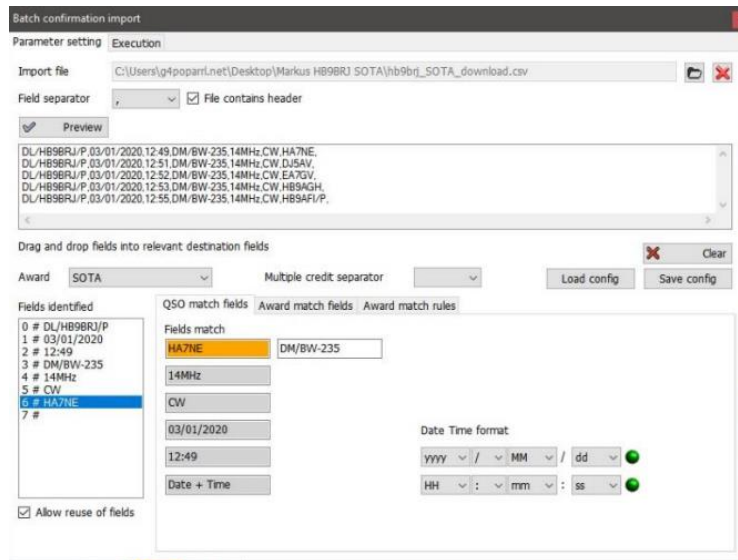 Batch confirmation import
Parameter setting Execution
Import file C:\Users\g4poparrl.net\Desktop\Markus HB9BRJ SOTA\hb9brj_SOTA_download.csv
Field separator , File contains header
Preview
DL/HB9BRJ/P,03/01/2020,12:49,DM/BW-235,14MHz,CW,HA7NE,
DL/HB9BRJ/P,03/01/2020,12:51,DM/BW-235,14MHz,CW,DJ5AV,
DL/HB9BRJ/P,03/01/2020,12:52,DM/BW-235,14MHz,CW,EA7GV,
DL/HB9BRJ/P,03/01/2020,12:53,DM/BW-235,14MHz,CW,HB9AGH,
DL/HB9BRJ/P,03/01/2020,12:55,DM/BW-235,14MHz,CW,HB9AFI/P,
Drag and drop fields into relevant destination fields
Clear
Award SOTA Multiple credit separator Load config Save config
Fields identified QSO match fields Award match fields Award match rules
0 # DL/HB9BRJ/P
1 # 03/01/2020
2 # 12:49
3 # DM/BW-235
4 # 14MHz
5 # CW
6 # HA7NE
7 #
Allow reuse of fields
Fields match
HA7NE DM/BW-235
14MHz
CW
03/01/2020 Date Time format
12:49 yyyy / MM / dd
Date + Time HH : mm : ss